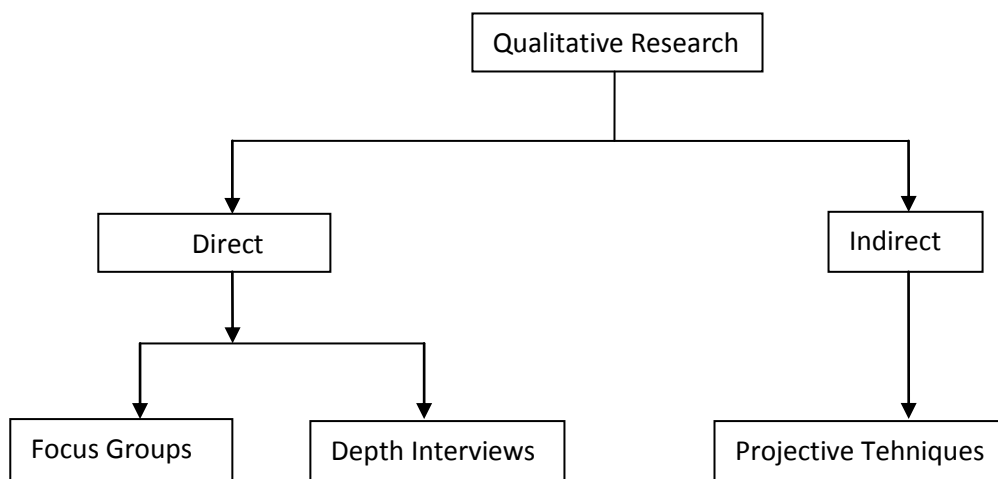 Qualitative Research
Direct
Indirect
Focus Groups
Depth Interviews
Projective Tehniques